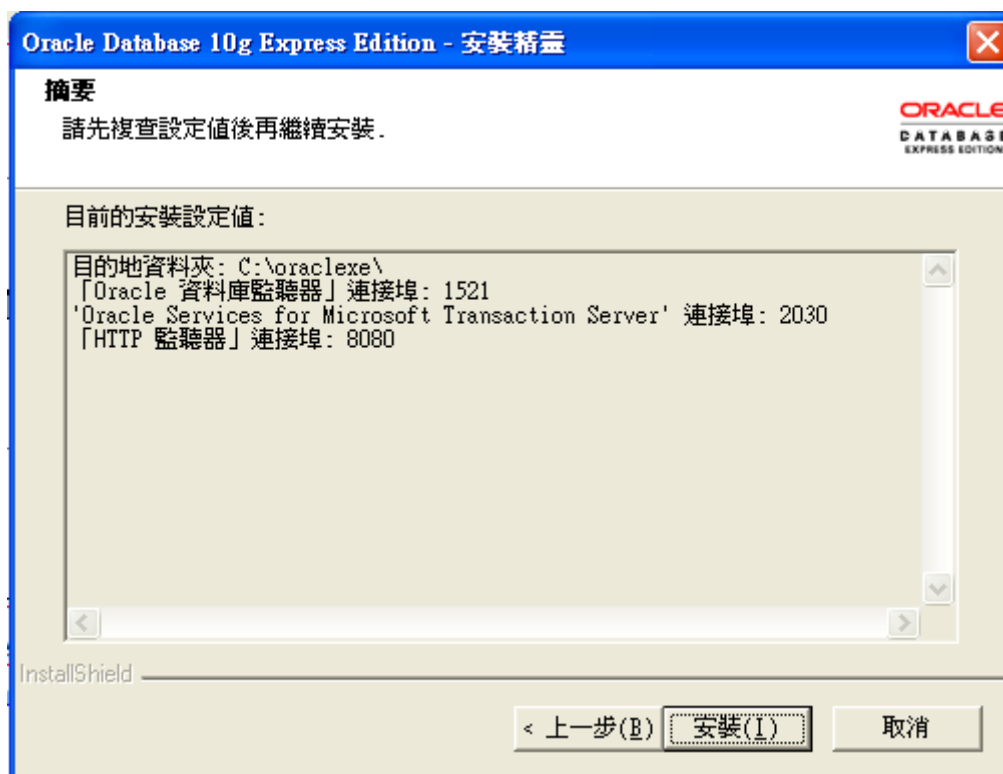 Oracle Database 10g Express Edition - 安裝精靈
摘要
請先複查設定值後再繼續安裝.
ORACLE
DATABASE
EXPRESS EDITION
目前的安裝設定值:
目的地資料夾: C:\oraclexe\
「Oracle 資料庫監聽器」連接埠: 1521
'Oracle Services for Microsoft Transaction Server' 連接埠: 2030
「HTTP 監聽器」連接埠: 8080
InstallShield
< 上一步(B) 安裝(I) 取消